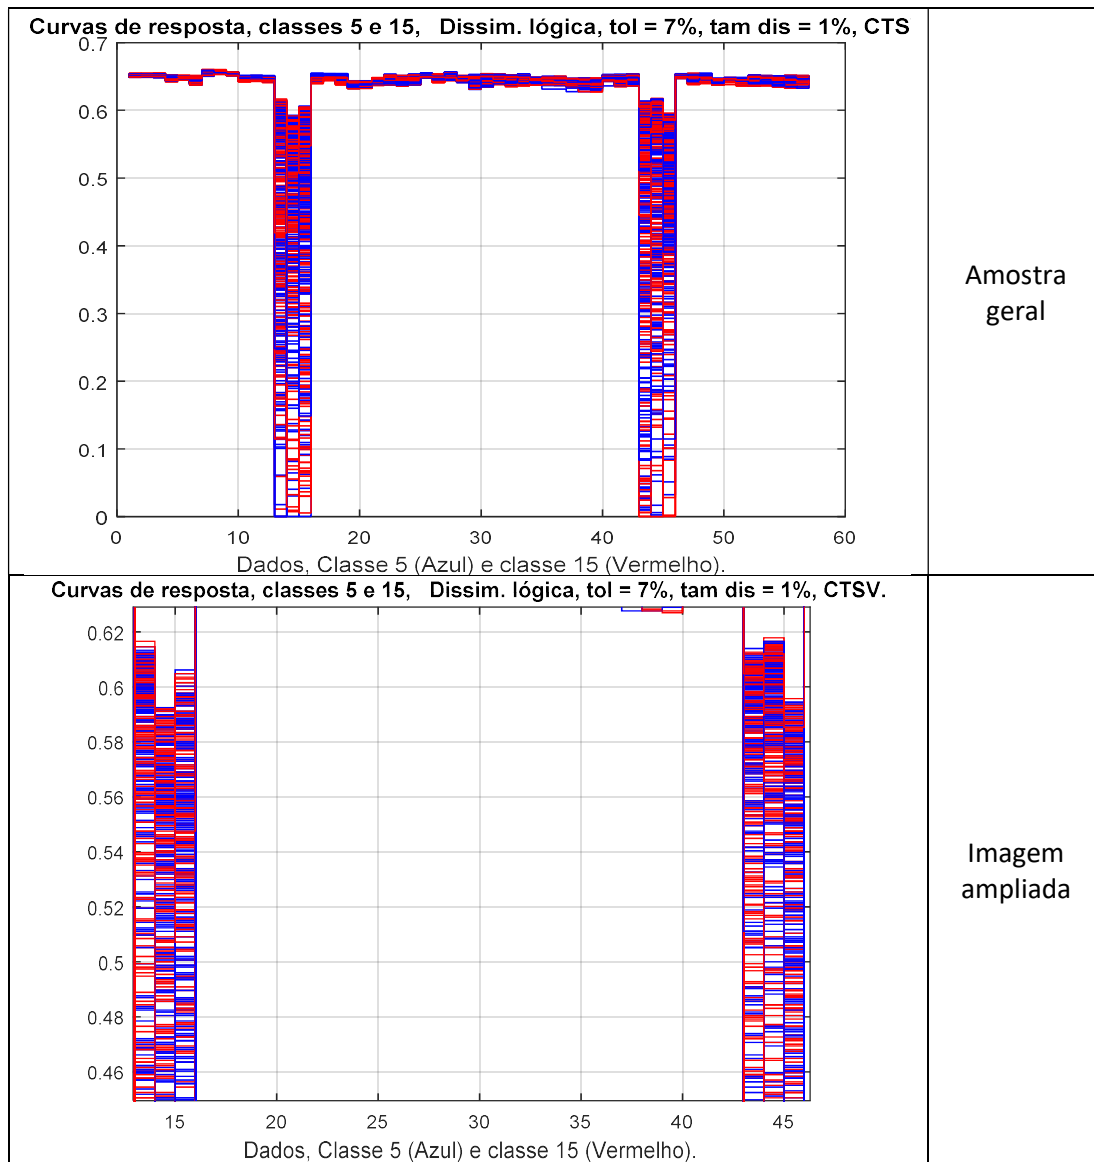 Curvas de resposta, classes 5 e 15, Dissim. lógica, tol = 7%, tam dis = 1%, CTS
0.7
0.6
0.5
0.4
0.3
0.2
0.1
0
0 10 20 30 40 50 60
Dados, Classe 5 (Azul) e classe 15 (Vermelho).
Amostra
geral
Curvas de resposta, classes 5 e 15, Dissim. lógica, tol = 7%, tam dis = 1%, CTSV.
0.62
0.6
0.58
0.56
0.54
0.52
0.5
0.48
0.46
15 20 25 30 35 40 45
Dados, Classe 5 (Azul) e classe 15 (Vermelho).
Imagem
ampliada